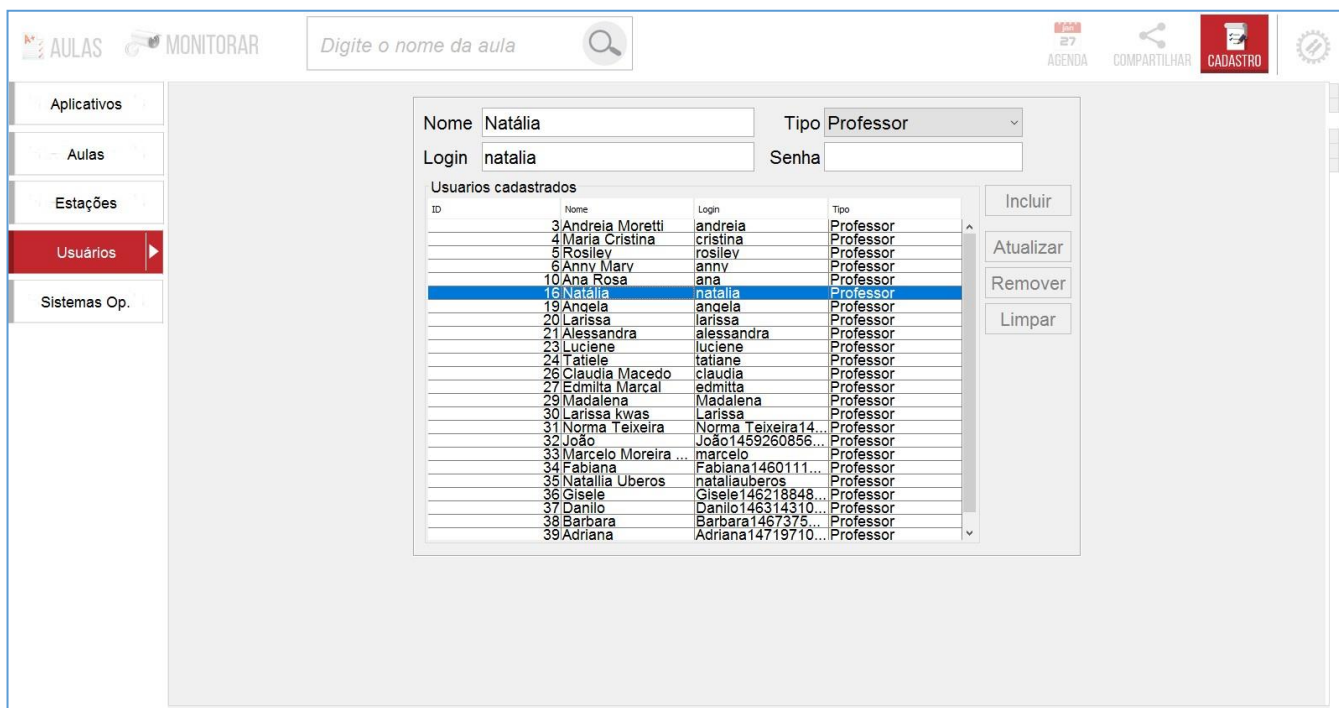 A+ AULAS MONITORAR Digite o nome da aula jan 27 AGENDA COMPARTILHAR CADASTRO
Aplicativos
Aulas
Estações
Usuários
Sistemas Op.
Nome Natália Tipo Professor
Login natalia Senha
Usuarios cadastrados
ID Nome Login Tipo
3 Andreia Moretti andreia Professor
4 Maria Cristina cristina Professor
5 Rosiley rosiley Professor
6 Anny Mary anny Professor
10 Ana Rosa ana Professor
16 Natália natalia Professor
19 Angela angela Professor
20 Larissa larissa Professor
21 Alessandra alessandra Professor
23 Luciene luciene Professor
24 Tatiele tatiane Professor
26 Claudia Macedo claudia Professor
27 Edmilta Marçal edmitta Professor
29 Madalena Madalena Professor
30 Larissa kwas Larissa Professor
31 Norma Teixeira Norma Teixeira14... Professor
32 João João1459260856... Professor
33 Marcelo Moreira ... marcelo Professor
34 Fabiana Fabiana1460111... Professor
35 Natallia Uberos nataliauberos Professor
36 Gisele Gisele146218848... Professor
37 Danilo Danilo146314310... Professor
38 Barbara Barbara1467375... Professor
39 Adriana Adriana14719710... Professor
Incluir
Atualizar
Remover
Limpar